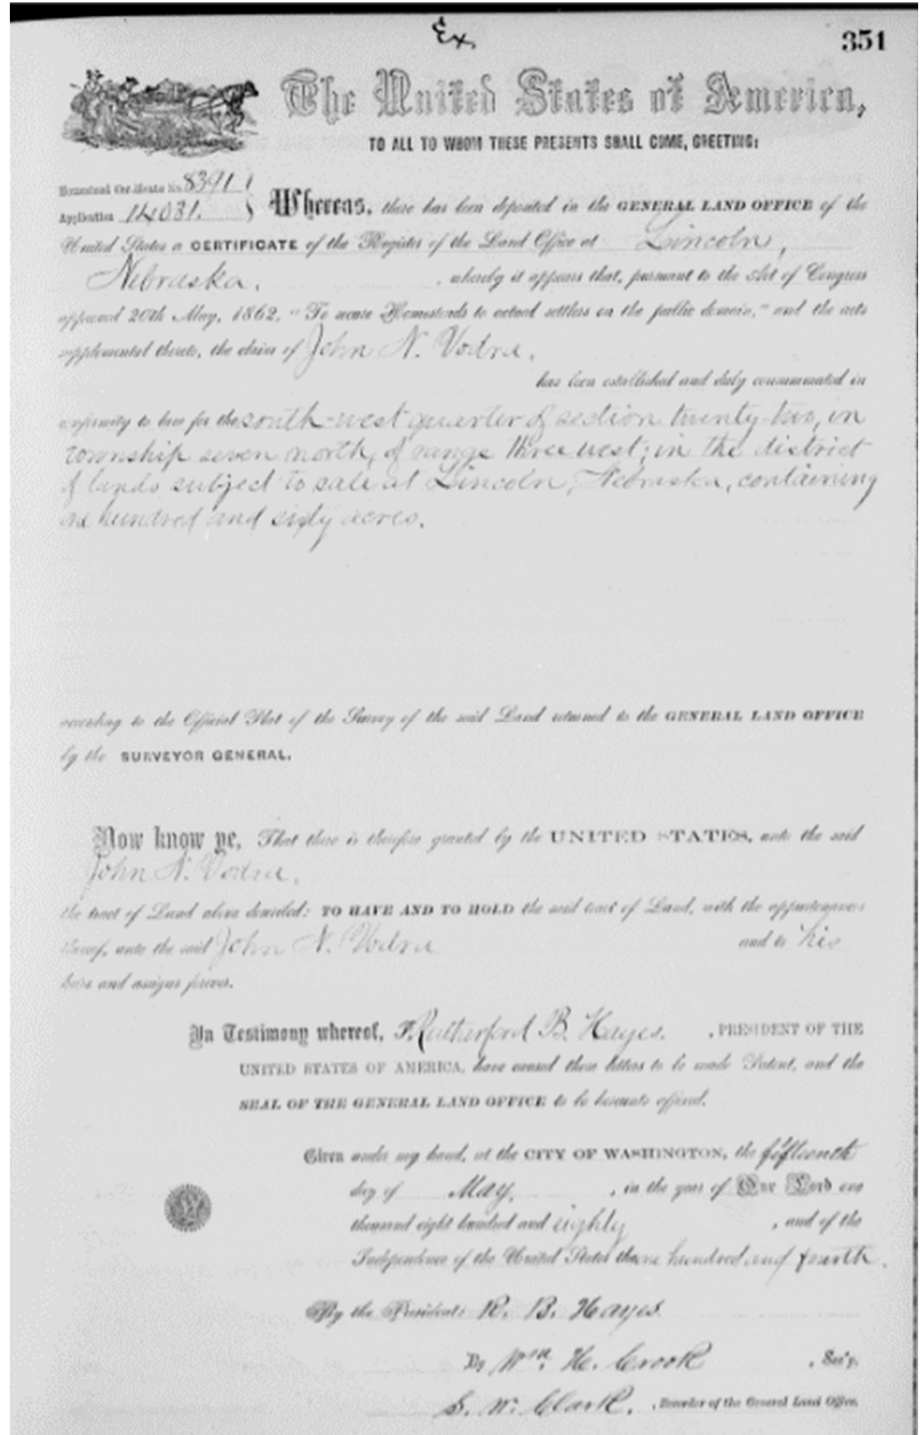 Ex,
351
The United States of America,
TO ALL TO WHOM THESE PRESENTS SHALL COME, GREETING:
Homestead Certificate No. 8391
Application 14031.
Whereas, there has been deposited in the GENERAL LAND OFFICE of the
United States a CERTIFICATE of the Register of the Land Office at Lincoln,
Nebraska. , whereby it appears that, pursuant to the Act of Congress
approved 20th May, 1862, "To secure Homesteads to actual settlers on the public domain," and the acts
supplemental thereto, the claim of John N. Vodra.
has been established and duly consummated in
conformity to law for the south-west quarter of section twenty-two, in
township seven north, of range three west; in the district
of lands subject to sale at Lincoln, Nebraska, containing
one hundred and sixty acres.
according to the Official Plat of the Survey of the said Land returned to the GENERAL LAND OFFICE
by the SURVEYOR GENERAL.
Now know ye, That there is therefore granted by the UNITED STATES, unto the said
John N. Vodra.
the tract of Land above described: TO HAVE AND TO HOLD the said tract of Land, with the appurtenances
thereof, unto the said John N. Vodra and to his
heirs and assigns forever.
In Testimony whereof, I, Rutherford B. Hayes. , PRESIDENT OF THE
UNITED STATES OF AMERICA, have caused these letters to be made Patent, and the
SEAL OF THE GENERAL LAND OFFICE to be hereunto affixed.
Given under my hand, at the CITY OF WASHINGTON, the fifteenth
day of May, , in the year of Our Lord one
thousand eight hundred and eighty , and of the
Independence of the United States the one hundred and fourth.
By the President: R. B. Hayes
By Wm. H. Crook , Sec'y.
S. W. Clark. , Recorder of the General Land Office.